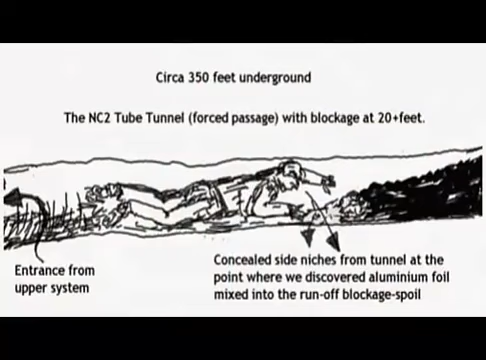 Circa 350 feet underground
The NC2 Tube Tunnel (forced passage) with blockage at 20+feet.
Entrance from
upper system
Concealed side niches from tunnel at the
point where we discovered aluminium foil
mixed into the run-off blockage-spoil